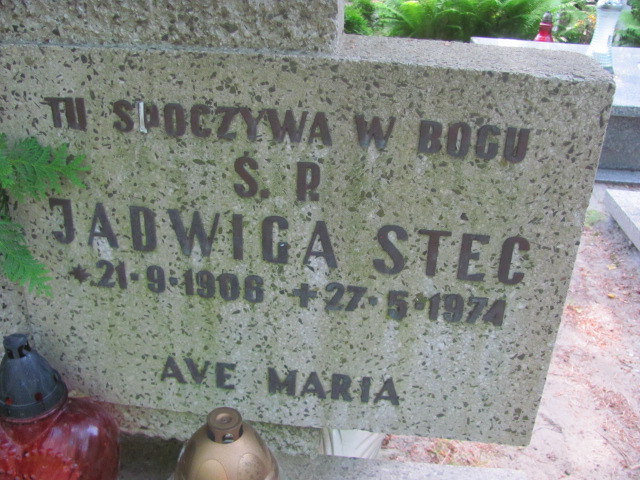 TU SPOCZYWA W BOGU
Ś. P.
JADWIGA STEC
*21·9·1906 +27·5·1974
AVE MARIA